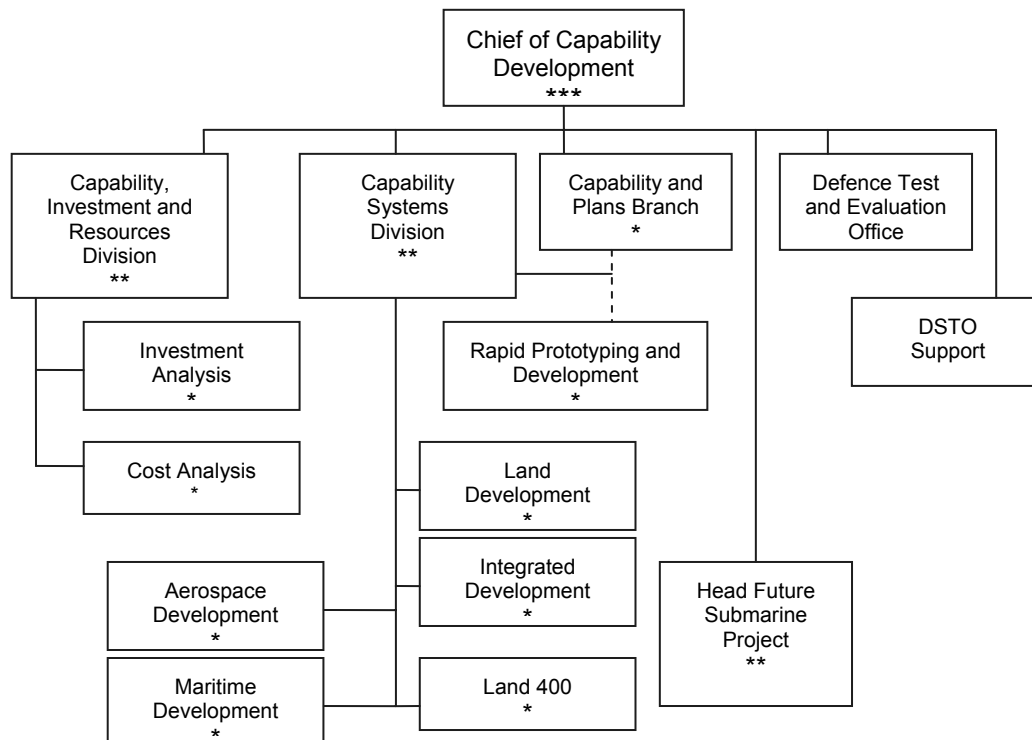 Chief of Capability
Development
***
Capability,
Investment and
Resources
Division
**
Capability
Systems
Division
**
Capability and
Plans Branch
*
Defence Test
and Evaluation
Office
DSTO
Support
Investment
Analysis
*
Rapid Prototyping and
Development
*
Cost Analysis
*
Land
Development
*
Integrated
Development
*
Aerospace
Development
*
Head Future
Submarine
Project
**
Maritime
Development
*
Land 400
*